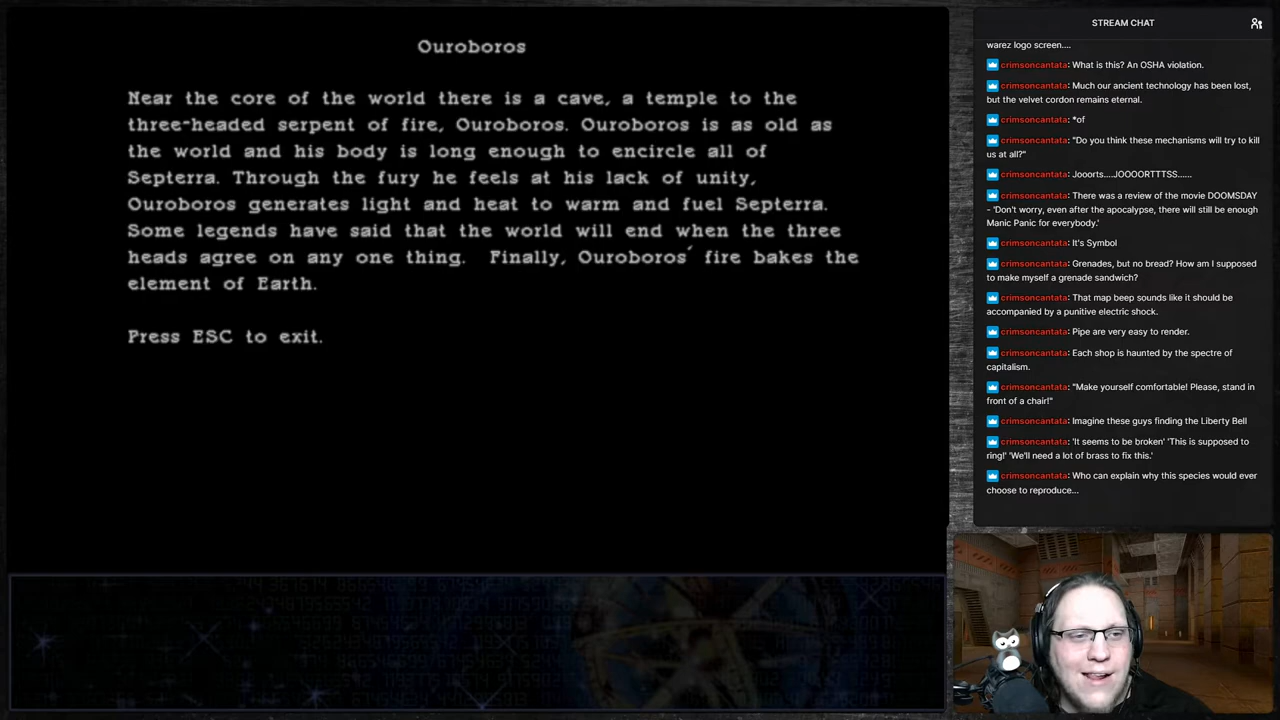 Ouroboros
Near the core of the world there is a cave, a temple to the
three-headed serpent of fire, Ouroboros. Ouroboros is as old as
the world and his body is long enough to encircle all of
Septerra. Though the fury he feels at his lack of unity,
Ouroboros generates light and heat to warm and fuel Septerra.
Some legends have said that the world will end when the three
heads agree on any one thing.  Finally, Ouroboros´ fire bakes the
element of Earth.
Press ESC to exit.
STREAM CHAT
warez logo screen....
crimsoncantata: What is this? An OSHA violation.
crimsoncantata: Much our ancient technology has been lost,
but the velvet cordon remains eternal.
crimsoncantata: *of
crimsoncantata: "Do you think these mechanisms will try to kill
us at all?"
crimsoncantata: Jooorts....JOOOORTTTSS......
crimsoncantata: There was a preview of the movie DOOMSDAY
- 'Don't worry, even after the apocalypse, there will still be enough
Manic Panic for everybody.'
crimsoncantata: It's Symbol
crimsoncantata: Grenades, but no bread? How am I supposed
to make myself a grenade sandwich?
crimsoncantata: That map beep sounds like it should be
accompanied by a punitive electric shock.
crimsoncantata: Pipe are very easy to render.
crimsoncantata: Each shop is haunted by the spectre of
capitalism.
crimsoncantata: "Make yourself comfortable! Please, stand in
front of a chair!"
crimsoncantata: Imagine these guys finding the Liberty Bell
crimsoncantata: 'It seems to be broken' 'This is supposed to
ring!' 'We'll need a lot of brass to fix this.'
crimsoncantata: Who can explain why this species would ever
choose to reproduce...